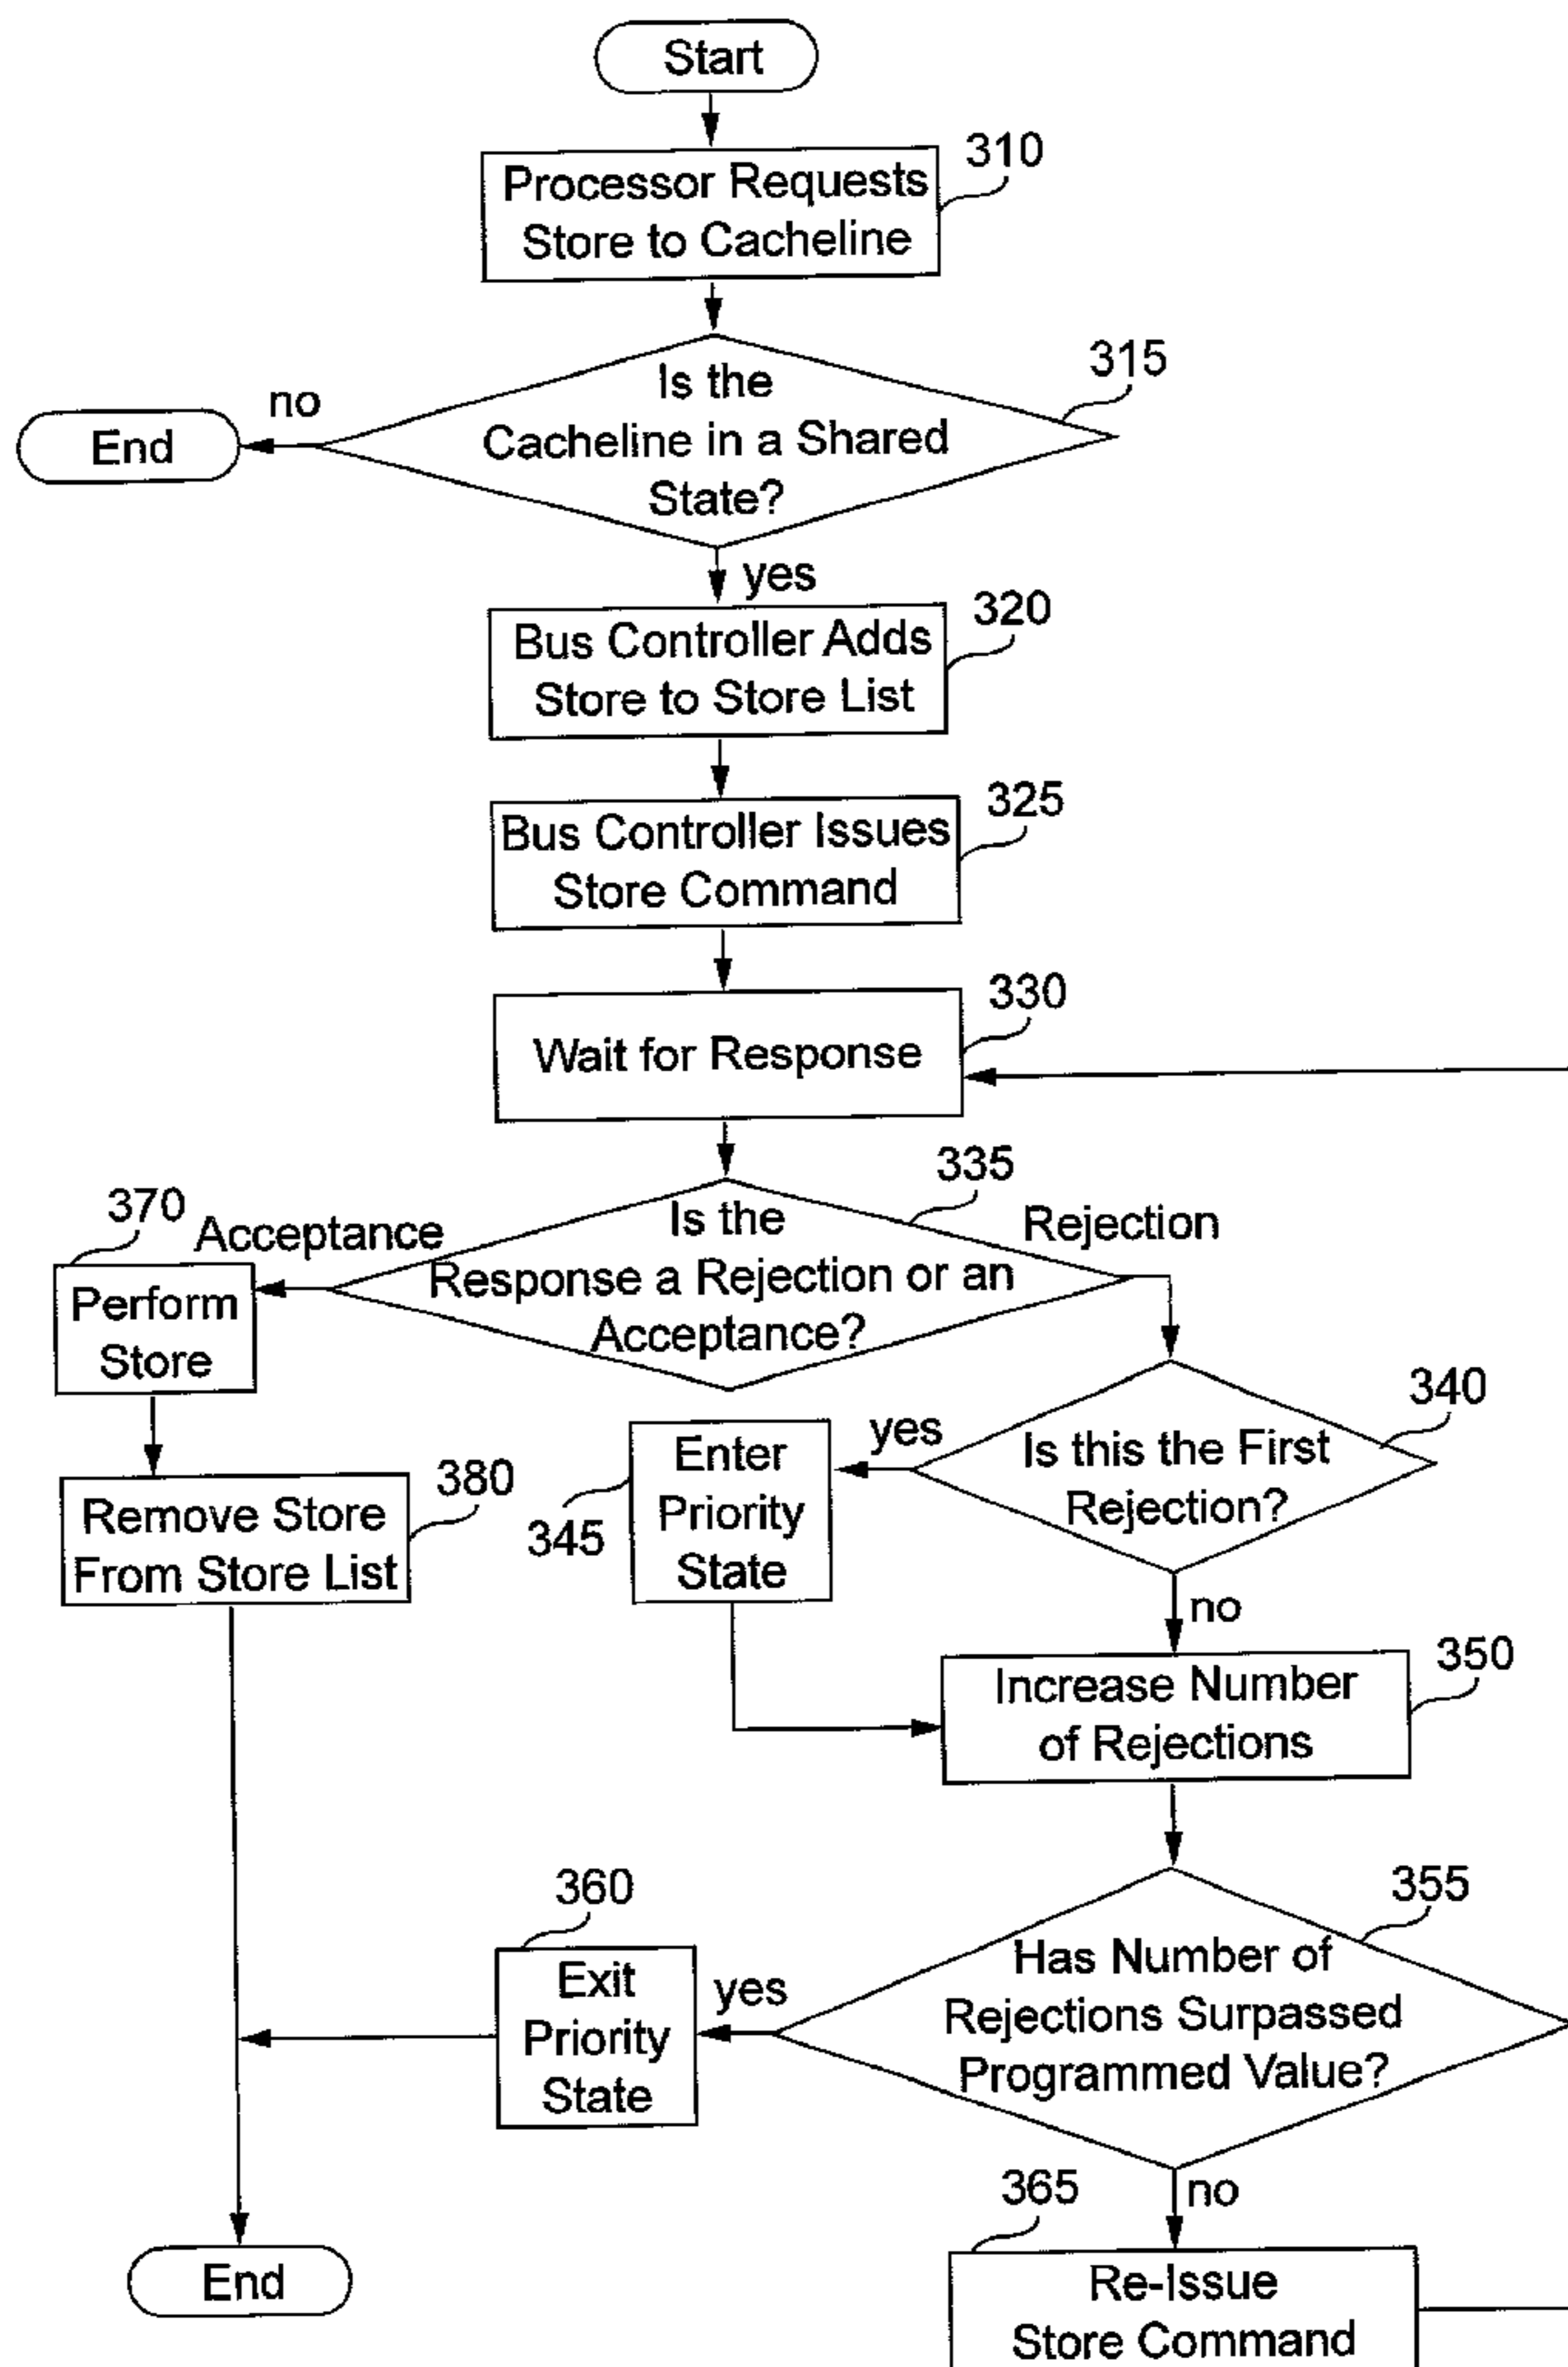 Start
310
Processor Requests
Store to Cacheline
315
Is the
Cacheline in a Shared
State?
no
End
yes
320
Bus Controller Adds
Store to Store List
325
Bus Controller Issues
Store Command
330
Wait for Response
335
Is the
Response a Rejection or an
Acceptance?
Acceptance
Rejection
370
Perform
Store
380
Remove Store
From Store List
340
Is this the First
Rejection?
yes
345
Enter
Priority
State
no
350
Increase Number
of Rejections
355
Has Number of
Rejections Surpassed
Programmed Value?
yes
360
Exit
Priority
State
no
365
Re-Issue
Store Command
End